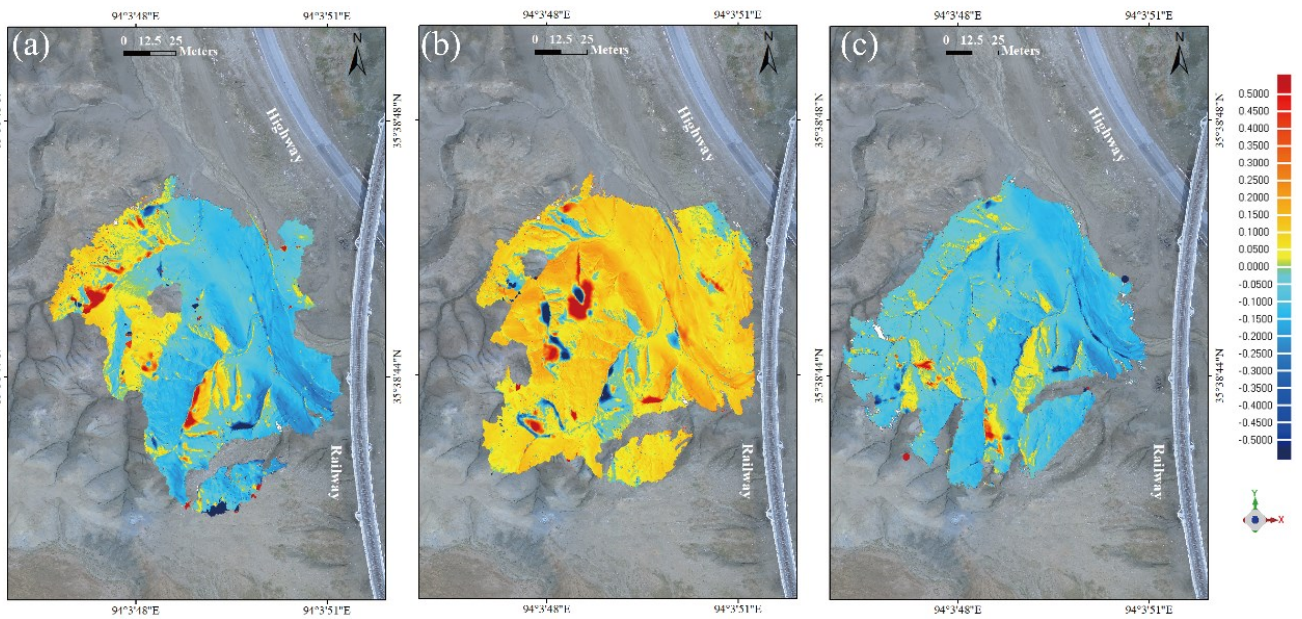 94°3'48"E
94°3'51"E
94°3'48"E
94°3'51"E
94°3'48"E
94°3'51"E
(a)
0 12.5 25
Meters
N
Highway
Railway
35°38'48"N
35°38'44"N
(b)
0 12.5 25
Meters
N
Highway
Railway
35°38'48"N
35°38'44"N
(c)
0 12.5 25
Meters
N
Highway
Railway
35°38'48"N
35°38'44"N
0.5000
0.4500
0.4000
0.3500
0.3000
0.2500
0.2000
0.1500
0.1000
0.0500
0.0000
-0.0500
-0.1000
-0.1500
-0.2000
-0.2500
-0.3000
-0.3500
-0.4000
-0.4500
-0.5000
Y
X
94°3'48"E
94°3'51"E
94°3'48"E
94°3'51"E
94°3'48"E
94°3'51"E